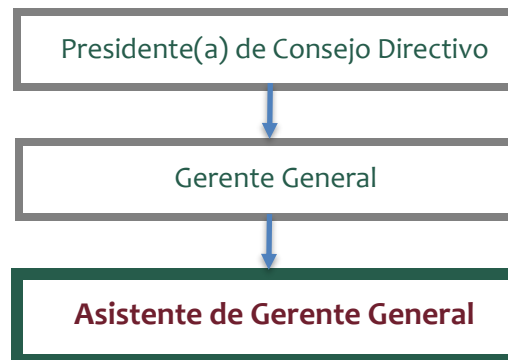 Presidente(a) de Consejo Directivo
Gerente General
Asistente de Gerente General